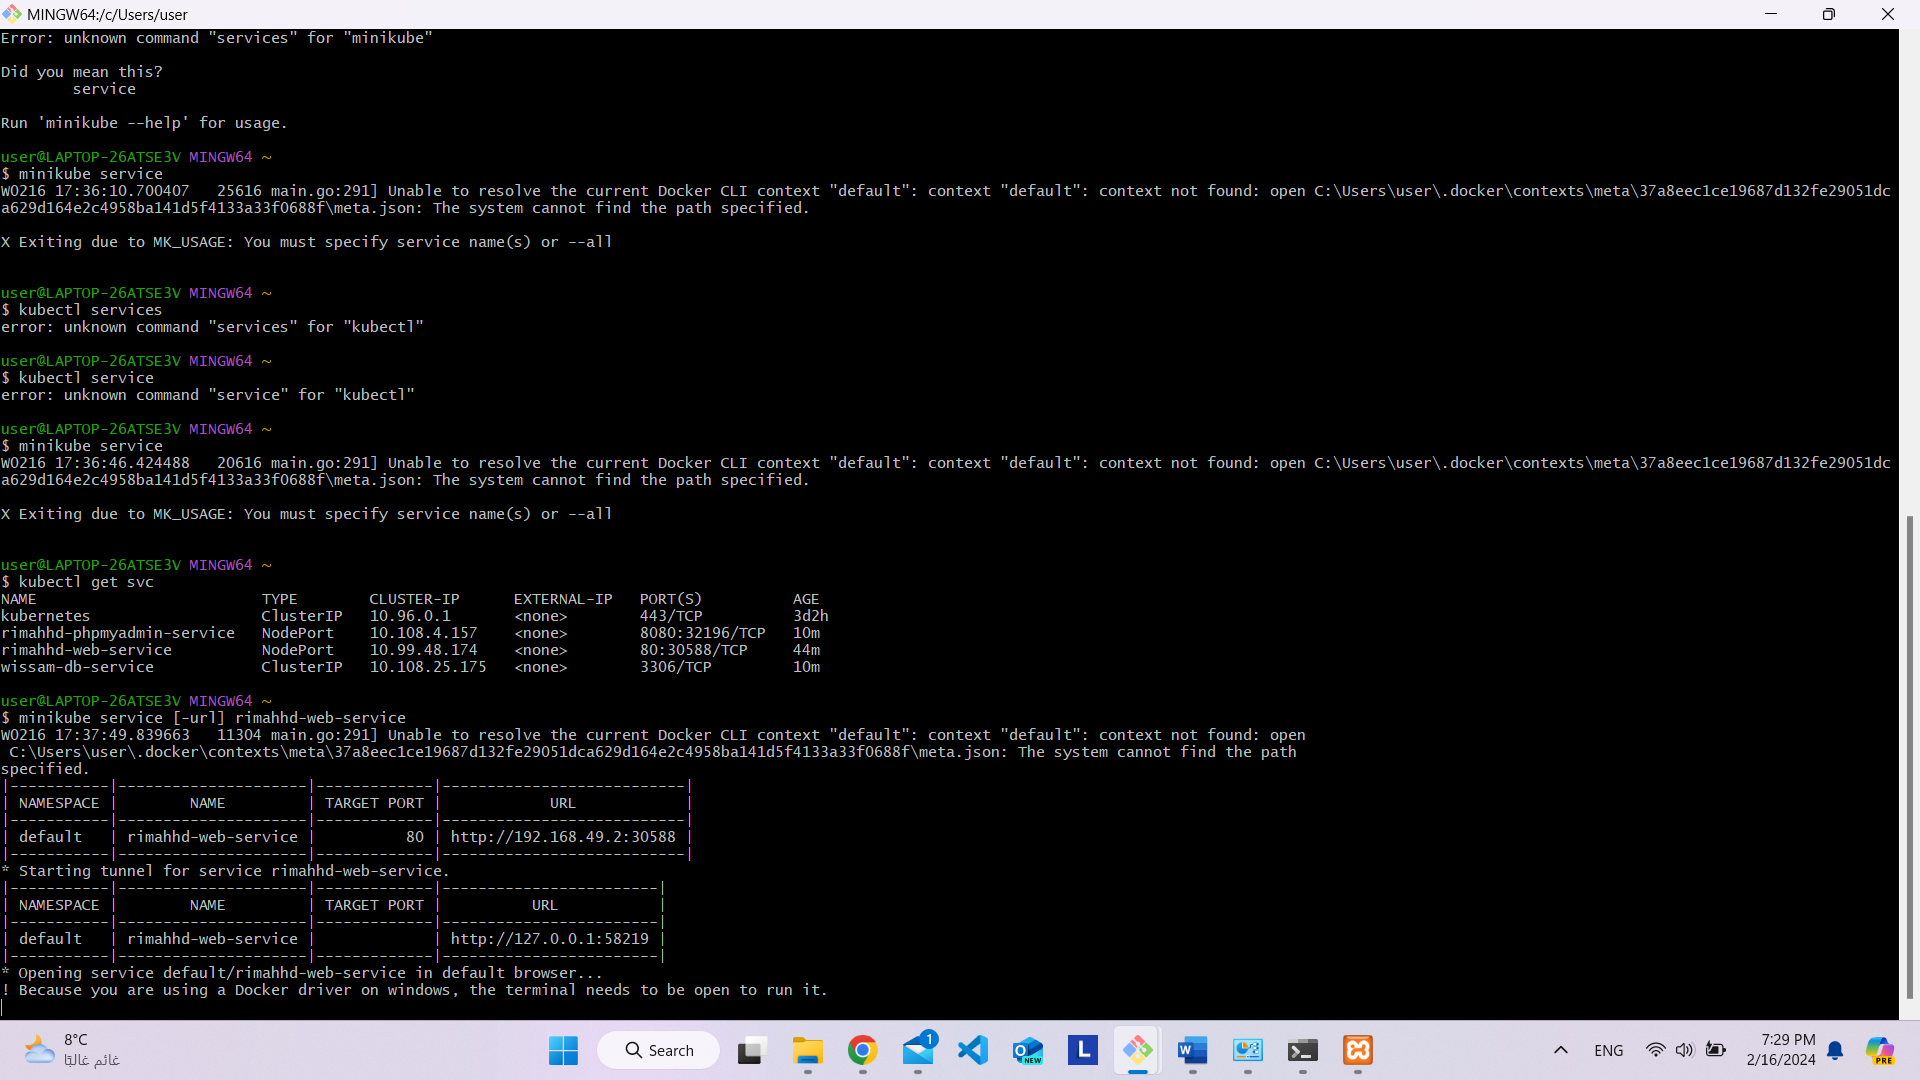 MINGW64:/c/Users/user
Error: unknown command "services" for "minikube"
Did you mean this?
service
Run 'minikube --help' for usage.
user@LAPTOP-26ATSE3V MINGW64 ~
$ minikube service
W0216 17:36:10.700407   25616 main.go:291] Unable to resolve the current Docker CLI context "default": context "default": context not found: open C:\Users\user\.docker\contexts\meta\37a8eec1ce19687d132fe29051dc
a629d164e2c4958ba141d5f4133a33f0688f\meta.json: The system cannot find the path specified.
X Exiting due to MK_USAGE: You must specify service name(s) or --all
user@LAPTOP-26ATSE3V MINGW64 ~
$ kubectl services
error: unknown command "services" for "kubectl"
user@LAPTOP-26ATSE3V MINGW64 ~
$ kubectl service
error: unknown command "service" for "kubectl"
user@LAPTOP-26ATSE3V MINGW64 ~
$ minikube service
W0216 17:36:46.424488   20616 main.go:291] Unable to resolve the current Docker CLI context "default": context "default": context not found: open C:\Users\user\.docker\contexts\meta\37a8eec1ce19687d132fe29051dc
a629d164e2c4958ba141d5f4133a33f0688f\meta.json: The system cannot find the path specified.
X Exiting due to MK_USAGE: You must specify service name(s) or --all
user@LAPTOP-26ATSE3V MINGW64 ~
$ kubectl get svc
NAME                         TYPE        CLUSTER-IP      EXTERNAL-IP   PORT(S)          AGE
kubernetes                   ClusterIP   10.96.0.1       <none>        443/TCP          3d2h
rimahhd-phpmyadmin-service   NodePort    10.108.4.157    <none>        8080:32196/TCP   10m
rimahhd-web-service          NodePort    10.99.48.174    <none>        80:30588/TCP     44m
wissam-db-service            ClusterIP   10.108.25.175   <none>        3306/TCP         10m
user@LAPTOP-26ATSE3V MINGW64 ~
$ minikube service [-url] rimahhd-web-service
W0216 17:37:49.839663   11304 main.go:291] Unable to resolve the current Docker CLI context "default": context "default": context not found: open
C:\Users\user\.docker\contexts\meta\37a8eec1ce19687d132fe29051dca629d164e2c4958ba141d5f4133a33f0688f\meta.json: The system cannot find the path
specified.
|-----------|---------------------|-------------|---------------------------|
| NAMESPACE |        NAME         | TARGET PORT |            URL            |
|-----------|---------------------|-------------|---------------------------|
| default   | rimahhd-web-service |          80 | http://192.168.49.2:30588 |
|-----------|---------------------|-------------|---------------------------|
* Starting tunnel for service rimahhd-web-service.
|-----------|---------------------|-------------|------------------------|
| NAMESPACE |        NAME         | TARGET PORT |          URL           |
|-----------|---------------------|-------------|------------------------|
| default   | rimahhd-web-service |             | http://127.0.0.1:58219 |
|-----------|---------------------|-------------|------------------------|
* Opening service default/rimahhd-web-service in default browser...
! Because you are using a Docker driver on windows, the terminal needs to be open to run it.
8°C
غائم غالبًا
Search
1
NEW
L
W
ENG
7:29 PM
2/16/2024
PRE